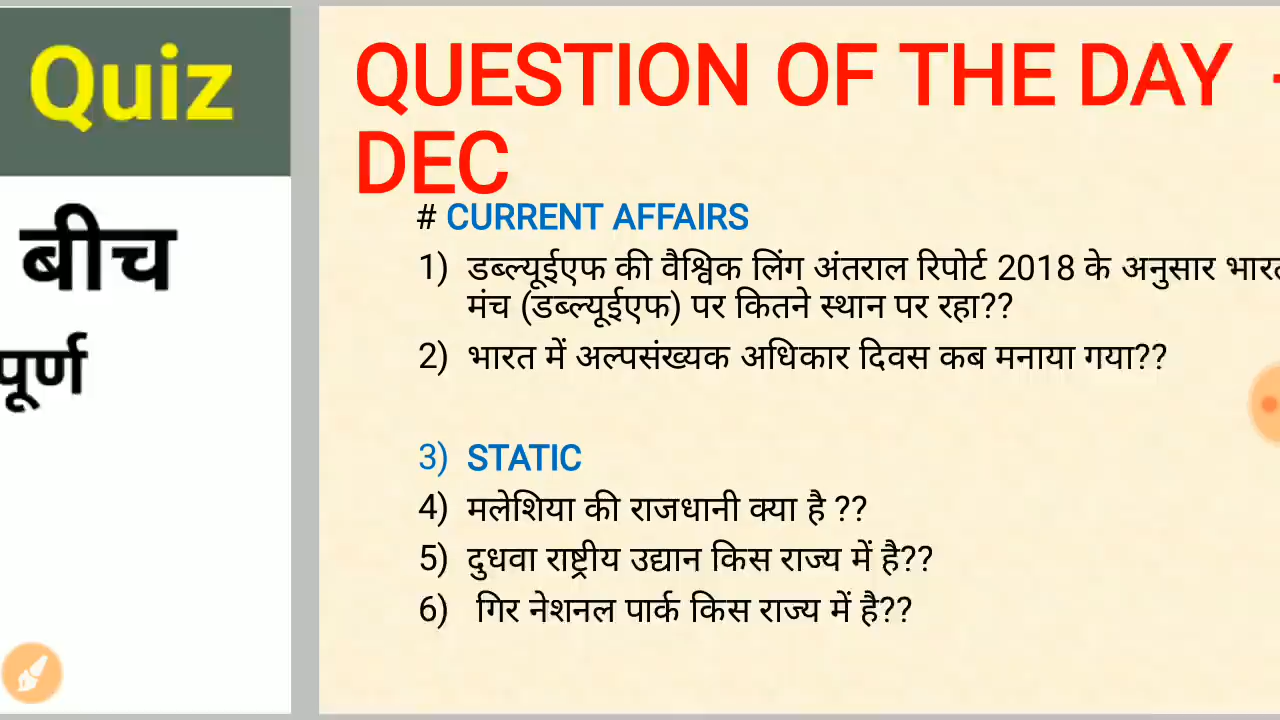 Quiz
बीच
पूर्ण
QUESTION OF THE DAY -
DEC
# CURRENT AFFAIRS
1) डब्ल्यूईएफ की वैश्विक लिंग अंतराल रिपोर्ट 2018 के अनुसार भारत
मंच (डब्ल्यूईएफ) पर कितने स्थान पर रहा??
2) भारत में अल्पसंख्यक अधिकार दिवस कब मनाया गया??
3) STATIC
4) मलेशिया की राजधानी क्या है ??
5) दुधवा राष्ट्रीय उद्यान किस राज्य में है??
6) गिर नेशनल पार्क किस राज्य में है??